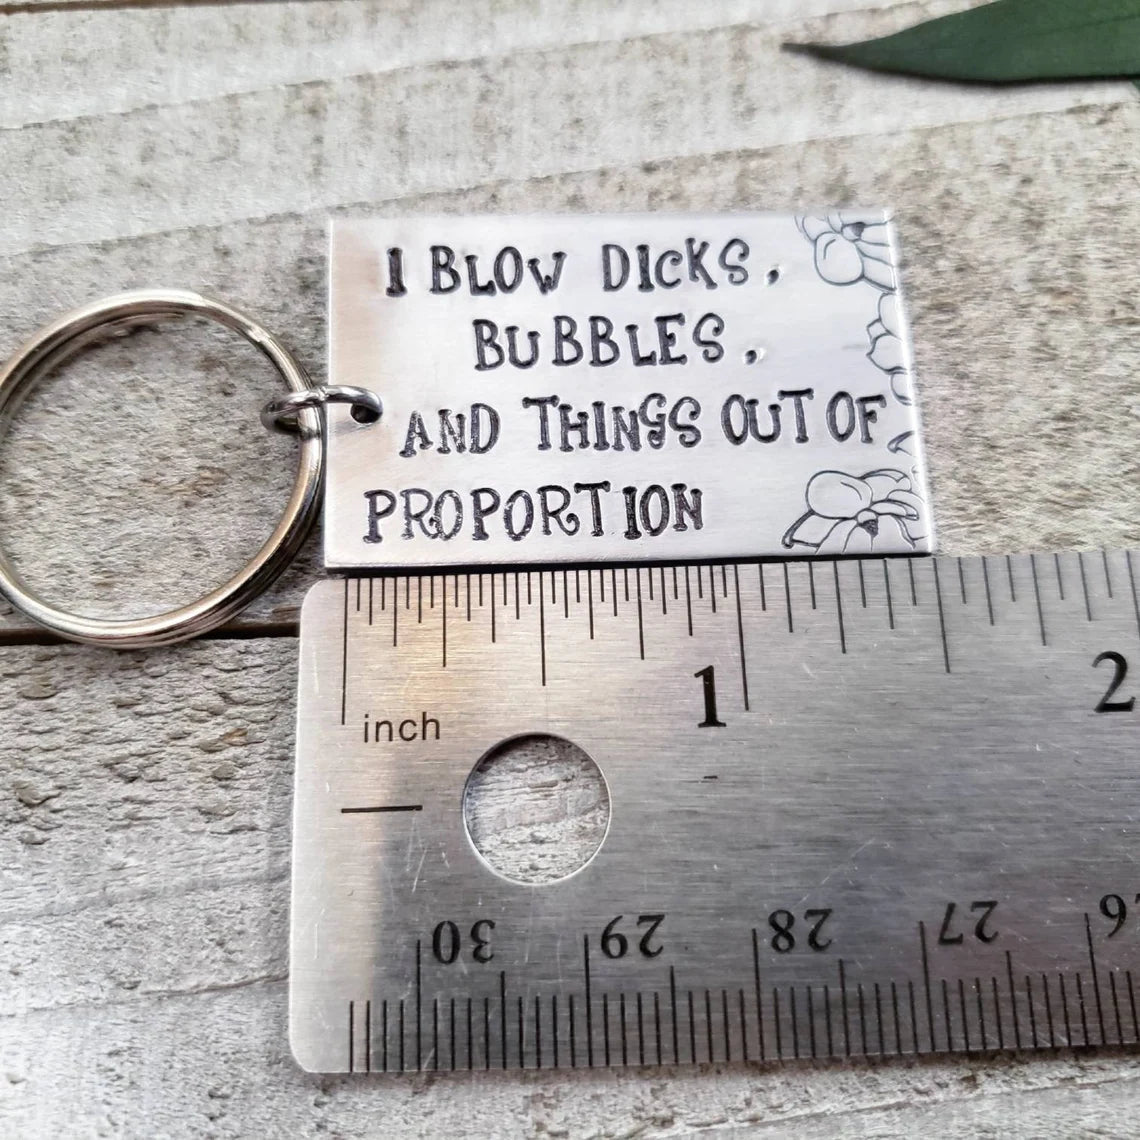 I BLOW DICKS,
BUBBLES,
AND THINGS OUT OF
PROPORTION
1
2
inch
30 29 28 27